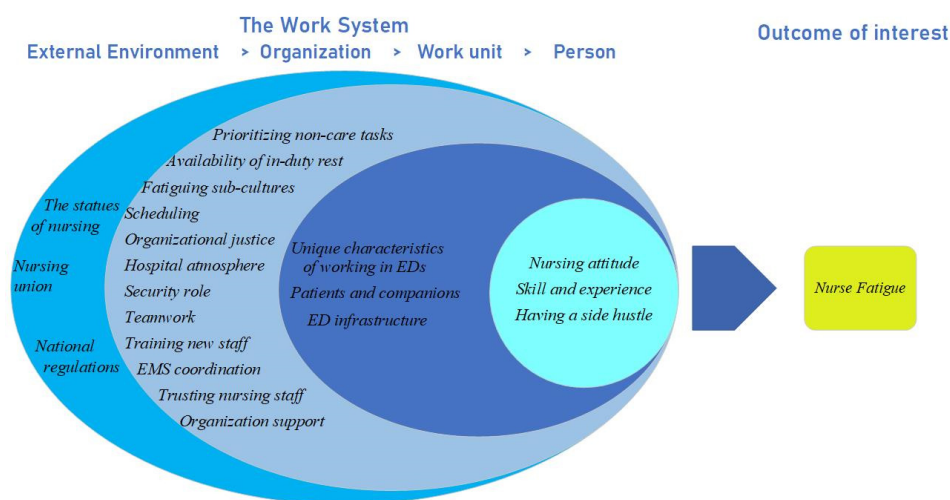 The Work System
External Environment > Organization > Work unit > Person
Outcome of interest
The statues
of nursing
Nursing
union
National
regulations
Prioritizing non-care tasks
Availability of in-duty rest
Fatiguing sub-cultures
Scheduling
Organizational justice
Hospital atmosphere
Security role
Teamwork
Training new staff
EMS coordination
Trusting nursing staff
Organization support
Unique characteristics
of working in EDs
Patients and companions
ED infrastructure
Nursing attitude
Skill and experience
Having a side hustle
Nurse Fatigue